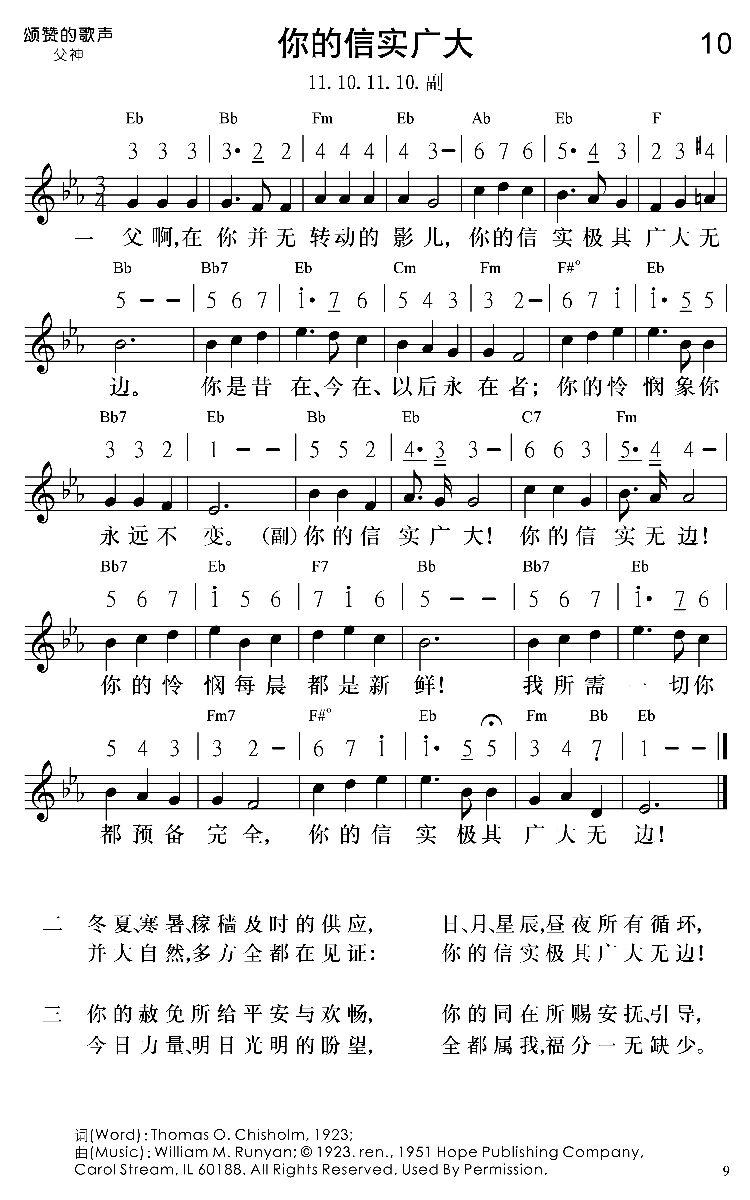 颂赞的歌声
父神
你的信实广大
10
11. 10. 11. 10. 副
Eb Bb Fm Eb Ab Eb F
3 3 3 | 3· 2 2 | 4 4 4 | 4 3 – | 6 7 6 | 5· 4 3 | 2 3 #4
3/4
一 父啊,在 你并无 转动的 影儿, 你的信 实极其 广大无
Bb Bb7 Eb Cm Fm F#° Eb
5 – – | 5 6 7 | i· 7 6 | 5 4 3 | 3 2 – | 6 7 i | i· 5 5
边。 你是昔 在、今在、以后永 在者; 你的怜 悯象你
Bb7 Eb Bb Eb C7 Fm
3 3 2 | 1 – – | 5 5 2 | 4· 3 3 – | 6 6 3 | 5· 4 4 –
永远不 变。 (副)你的信 实广大! 你的信 实无边!
Bb7 Eb F7 Bb Bb7 Eb
5 6 7 | i 5 6 | 7 i 6 | 5 – – | 5 6 7 | i· 7 6
你的怜 悯每晨 都是新 鲜! 我所需 一切你
Fm7 F#° Eb Fm Bb Eb
5 4 3 | 3 2 – | 6 7 i | i· 5 5 | 3 4 7 | 1 – –
都预备 完全, 你的信 实极其 广大无 边!
二 冬夏、寒暑、稼穑及时的供应, 日、月、星辰,昼夜所有循环,
并大自然,多方全都在见证: 你的信实极其广大无边!
三 你的赦免所给平安与欢畅, 你的同在所赐安抚、引导,
今日力量、明日光明的盼望, 全都属我,福分一无缺少。
词(Word) : Thomas O. Chisholm, 1923;
曲(Music) : William M. Runyan; © 1923. ren., 1951 Hope Publishing Company,
Carol Stream, IL 60188. All Rights Reserved. Used By Permission.
9